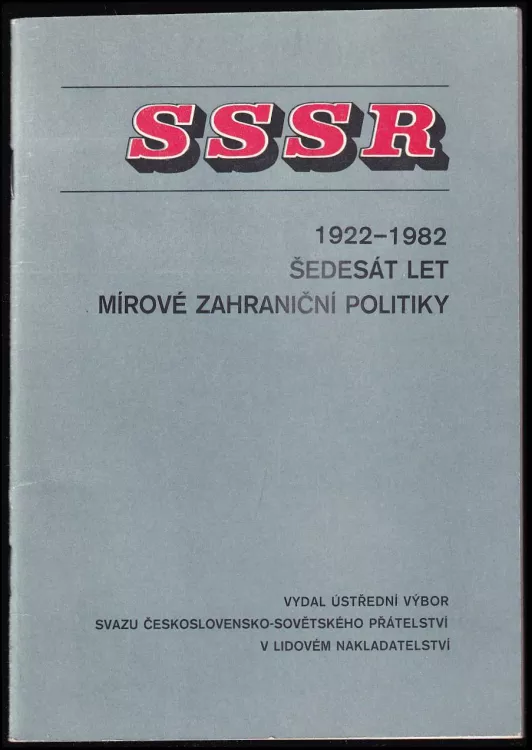 SSSR
1922–1982
ŠEDESÁT LET
MÍROVÉ ZAHRANIČNÍ POLITIKY
VYDAL ÚSTŘEDNÍ VÝBOR
SVAZU ČESKOSLOVENSKO-SOVĚTSKÉHO PŘÁTELSTVÍ
V LIDOVÉM NAKLADATELSTVÍ